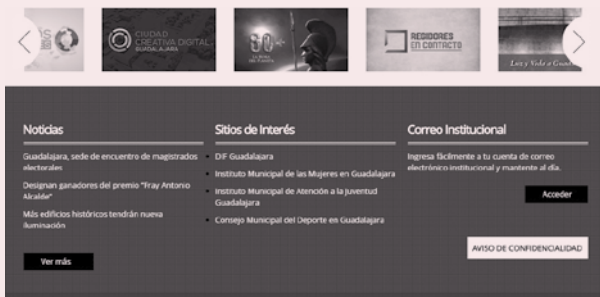 CIUDAD
CREATIVA DIGITAL
GUADALAJARA
REGIDORES
EN CONTACTO
Luz y Vida a
Noticias
Guadalajara, sede de encuentro de magistrados
electorales
Designan ganadores del premio "Fray Antonio
Alcalde"
Más edificios históricos tendrán nueva
iluminación
Ver más
Sitios de Interés
DIF Guadalajara
Instituto Municipal de las Mujeres en Guadalajara
Instituto Municipal de Atención a la Juventud
Guadalajara
Consejo Municipal del Deporte en Guadalajara
Correo Institucional
Ingresa fácilmente a tu cuenta de correo
electrónico institucional y mantente al día.
Acceder
AVISO DE CONFIDENCIALIDAD